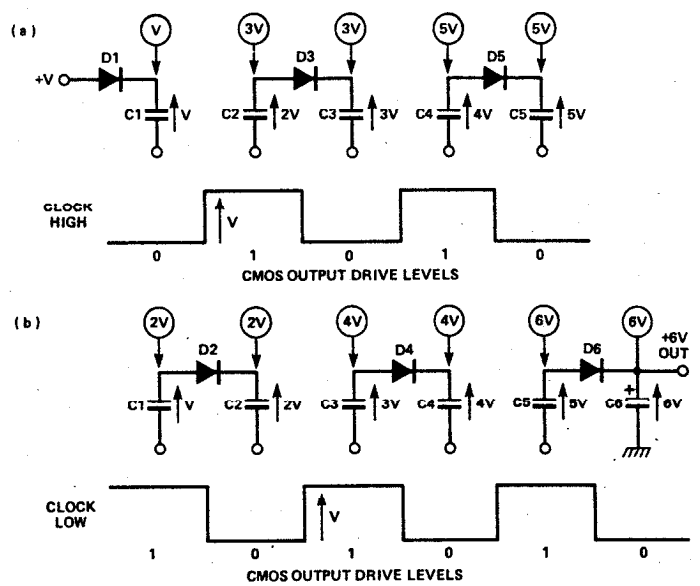 (a)
V 3V 3V 5V 5V
D1 D3 D5
+V
C1 V C2 2V C3 3V C4 4V C5 5V
CLOCK
HIGH
V
0 1 0 1 0
CMOS OUTPUT DRIVE LEVELS
(b)
2V 2V 4V 4V 6V 6V
+6V
OUT
D2 D4 D6
+
C1 V C2 2V C3 3V C4 4V C5 5V C6 6V
CLOCK
LOW
V
1 0 1 0 1 0
CMOS OUTPUT DRIVE LEVELS